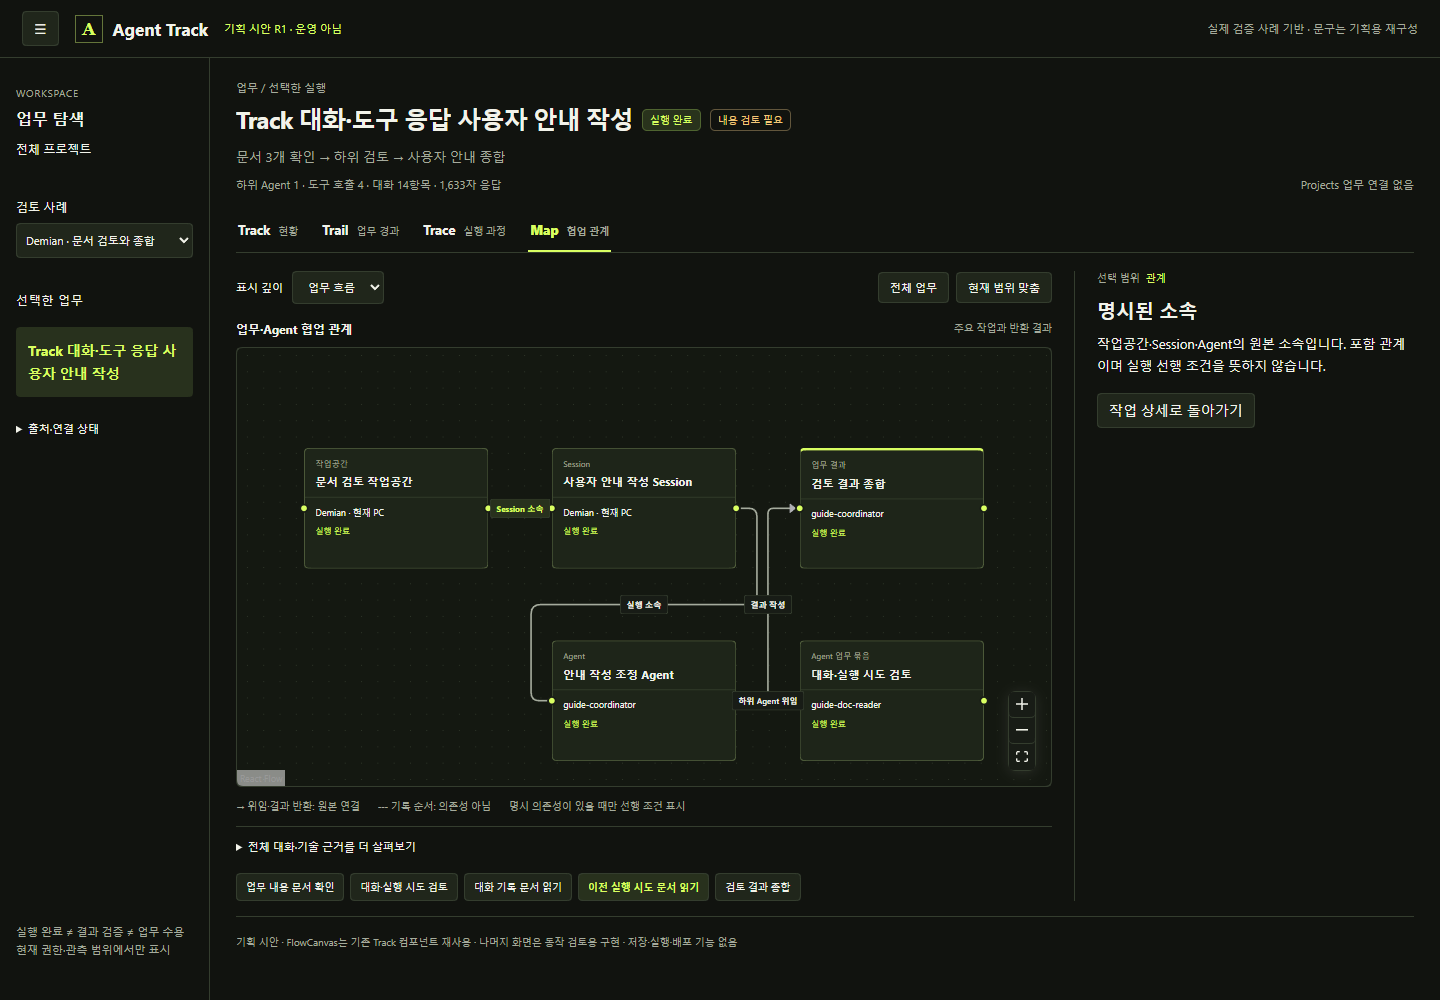 ☰ A Agent Track 기획 시안 R1 · 운영 아님
실제 검증 사례 기반 · 문구는 기획용 재구성
WORKSPACE
업무 탐색
전체 프로젝트
검토 사례
Demian · 문서 검토와 종합
선택한 업무
Track 대화·도구 응답 사
용자 안내 작성
▶ 출처·연결 상태
실행 완료 ≠ 결과 검증 ≠ 업무 수용
현재 권한·관측 범위에서만 표시
업무 / 선택한 실행
Track 대화·도구 응답 사용자 안내 작성 실행 완료 내용 검토 필요
문서 3개 확인 → 하위 검토 → 사용자 안내 종합
하위 Agent 1 · 도구 호출 4 · 대화 14항목 · 1,633자 응답
Projects 업무 연결 없음
Track 현황 Trail 업무 경과 Trace 실행 과정 Map 협업 관계
표시 깊이 업무 흐름 전체 업무 현재 범위 맞춤
업무·Agent 협업 관계
주요 작업과 반환 결과
작업공간
문서 검토 작업공간
Demian · 현재 PC
실행 완료
Session 소속
Session
사용자 안내 작성 Session
Demian · 현재 PC
실행 완료
업무 결과
검토 결과 종합
guide-coordinator
실행 완료
실행 소속
결과 작성
Agent
안내 작성 조정 Agent
guide-coordinator
실행 완료
하위 Agent 위임
Agent 업무 묶음
대화·실행 시도 검토
guide-doc-reader
실행 완료
React Flow
→ 위임·결과 반환: 원본 연결 --- 기록 순서: 의존성 아님 명시 의존성이 있을 때만 선행 조건 표시
▶ 전체 대화·기술 근거를 더 살펴보기
업무 내용 문서 확인 대화·실행 시도 검토 대화 기록 문서 읽기 이전 실행 시도 문서 읽기 검토 결과 종합
기획 시안 · FlowCanvas는 기존 Track 컴포넌트 재사용 · 나머지 화면은 동작 검토용 구현 · 저장·실행·배포 기능 없음
선택 범위 관계
명시된 소속
작업공간·Session·Agent의 원본 소속입니다. 포함 관계
이며 실행 선행 조건을 뜻하지 않습니다.
작업 상세로 돌아가기